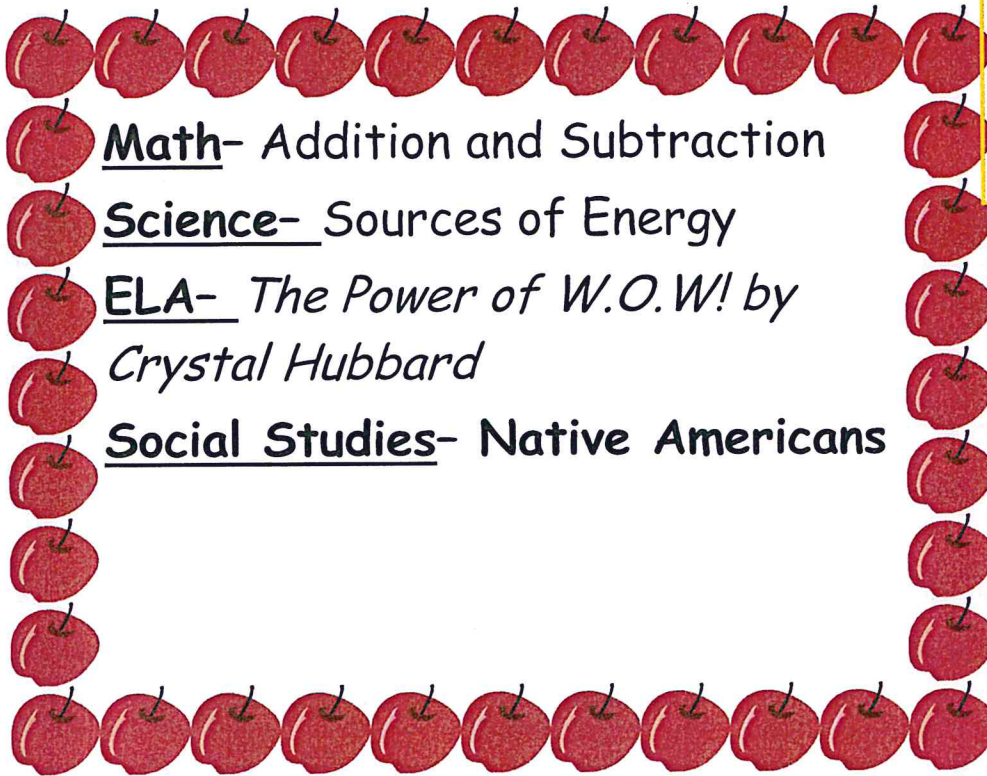 Math- Addition and Subtraction
Science- Sources of Energy
ELA- The Power of W.O.W! by
Crystal Hubbard
Social Studies- Native Americans